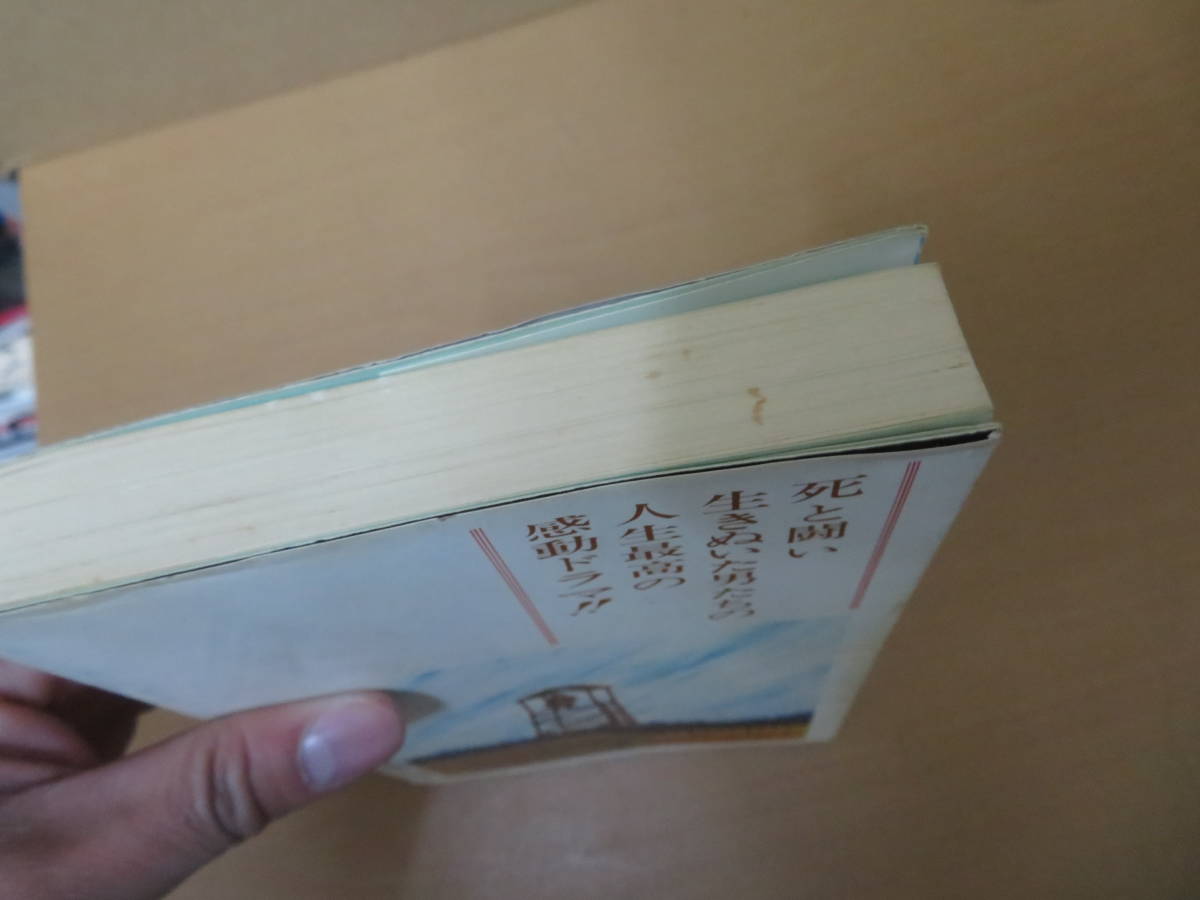 死と闘い
生きぬいた男たちの
人生最高の
感動ドラマ!!